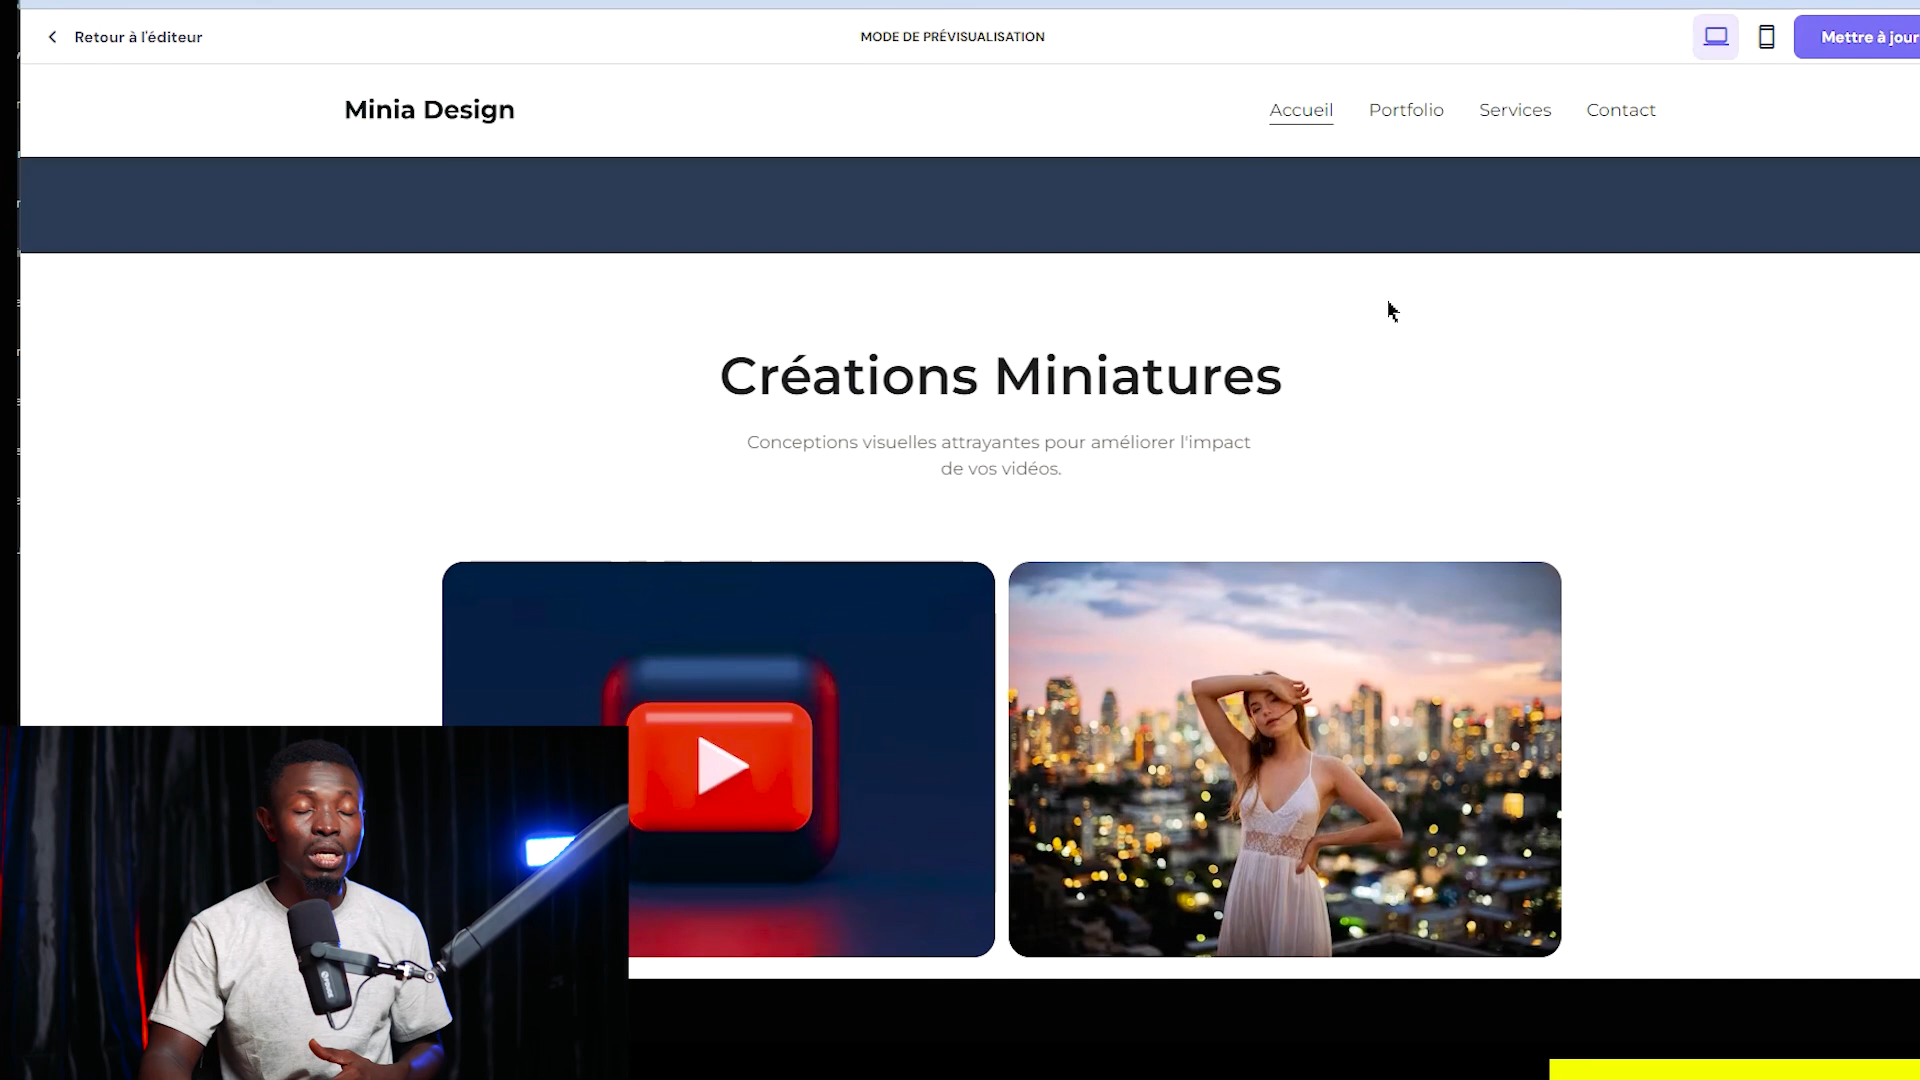 Retour à l'éditeur
MODE DE PRÉVISUALISATION
Mettre à jour
Minia Design
Accueil
Portfolio
Services
Contact
Créations Miniatures
Conceptions visuelles attrayantes pour améliorer l'impact
de vos vidéos.